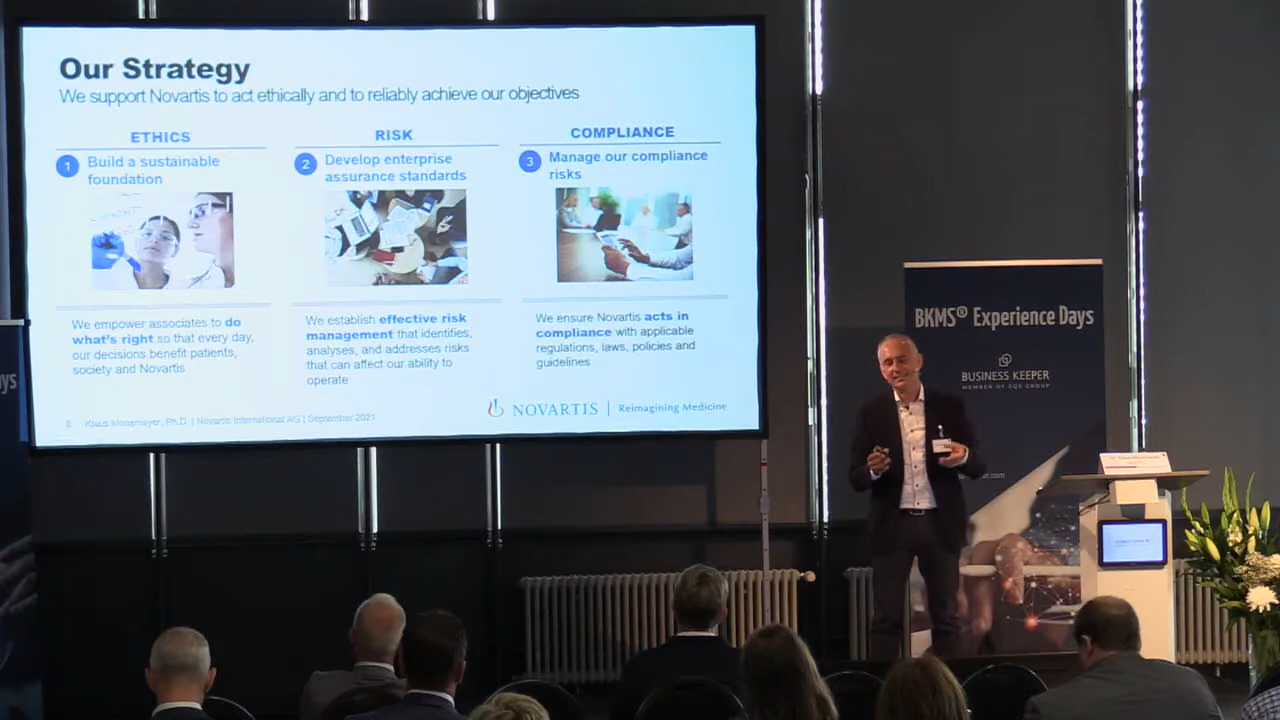 Our Strategy
We support Novartis to act ethically and to reliably achieve our objectives
ETHICS
1
Build a sustainable
foundation
We empower associates to do
what's right so that every day,
our decisions benefit patients,
society and Novartis
RISK
2
Develop enterprise
assurance standards
We establish effective risk
management that identifies,
analyses, and addresses risks
that can affect our ability to
operate
COMPLIANCE
3
Manage our compliance
risks
We ensure Novartis acts in
compliance with applicable
regulations, laws, policies and
guidelines
Klaus Moosmayer, Ph.D. | Novartis International AG | September 2021
NOVARTIS | Reimagining Medicine
BKMS® Experience Days
BUSINESS KEEPER
MEMBER OF EQS GROUP
.com
ays